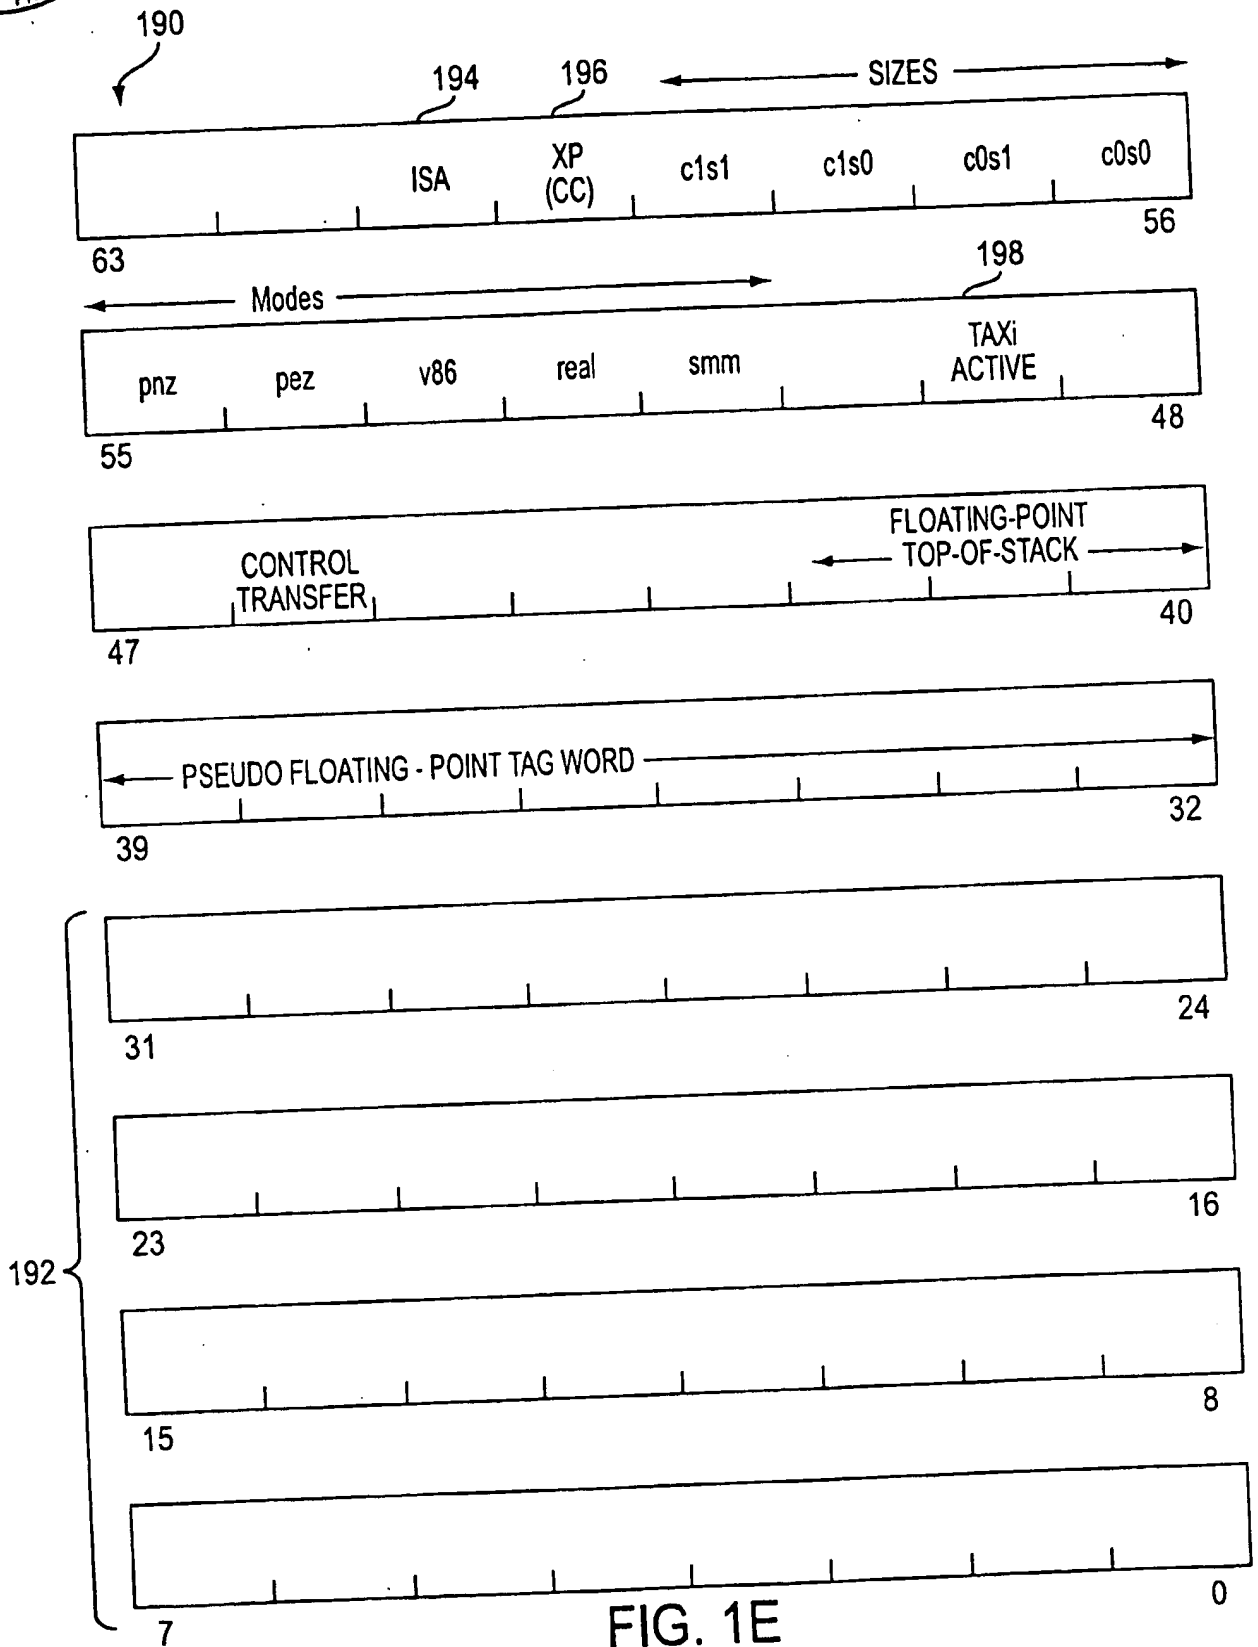 190
194 196 SIZES
ISA XP (CC) c1s1 c1s0 c0s1 c0s0
63 56
Modes 198
pnz pez v86 real smm TAXi ACTIVE
55 48
CONTROL TRANSFER FLOATING-POINT TOP-OF-STACK
47 40
PSEUDO FLOATING - POINT TAG WORD
39 32
31 24
23 16
192
15 8
7 0
FIG. 1E